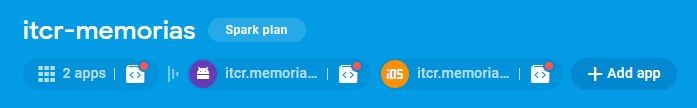 itcr-memorias Spark plan
2 apps itcr.memoria... iOS itcr.memoria... + Add app